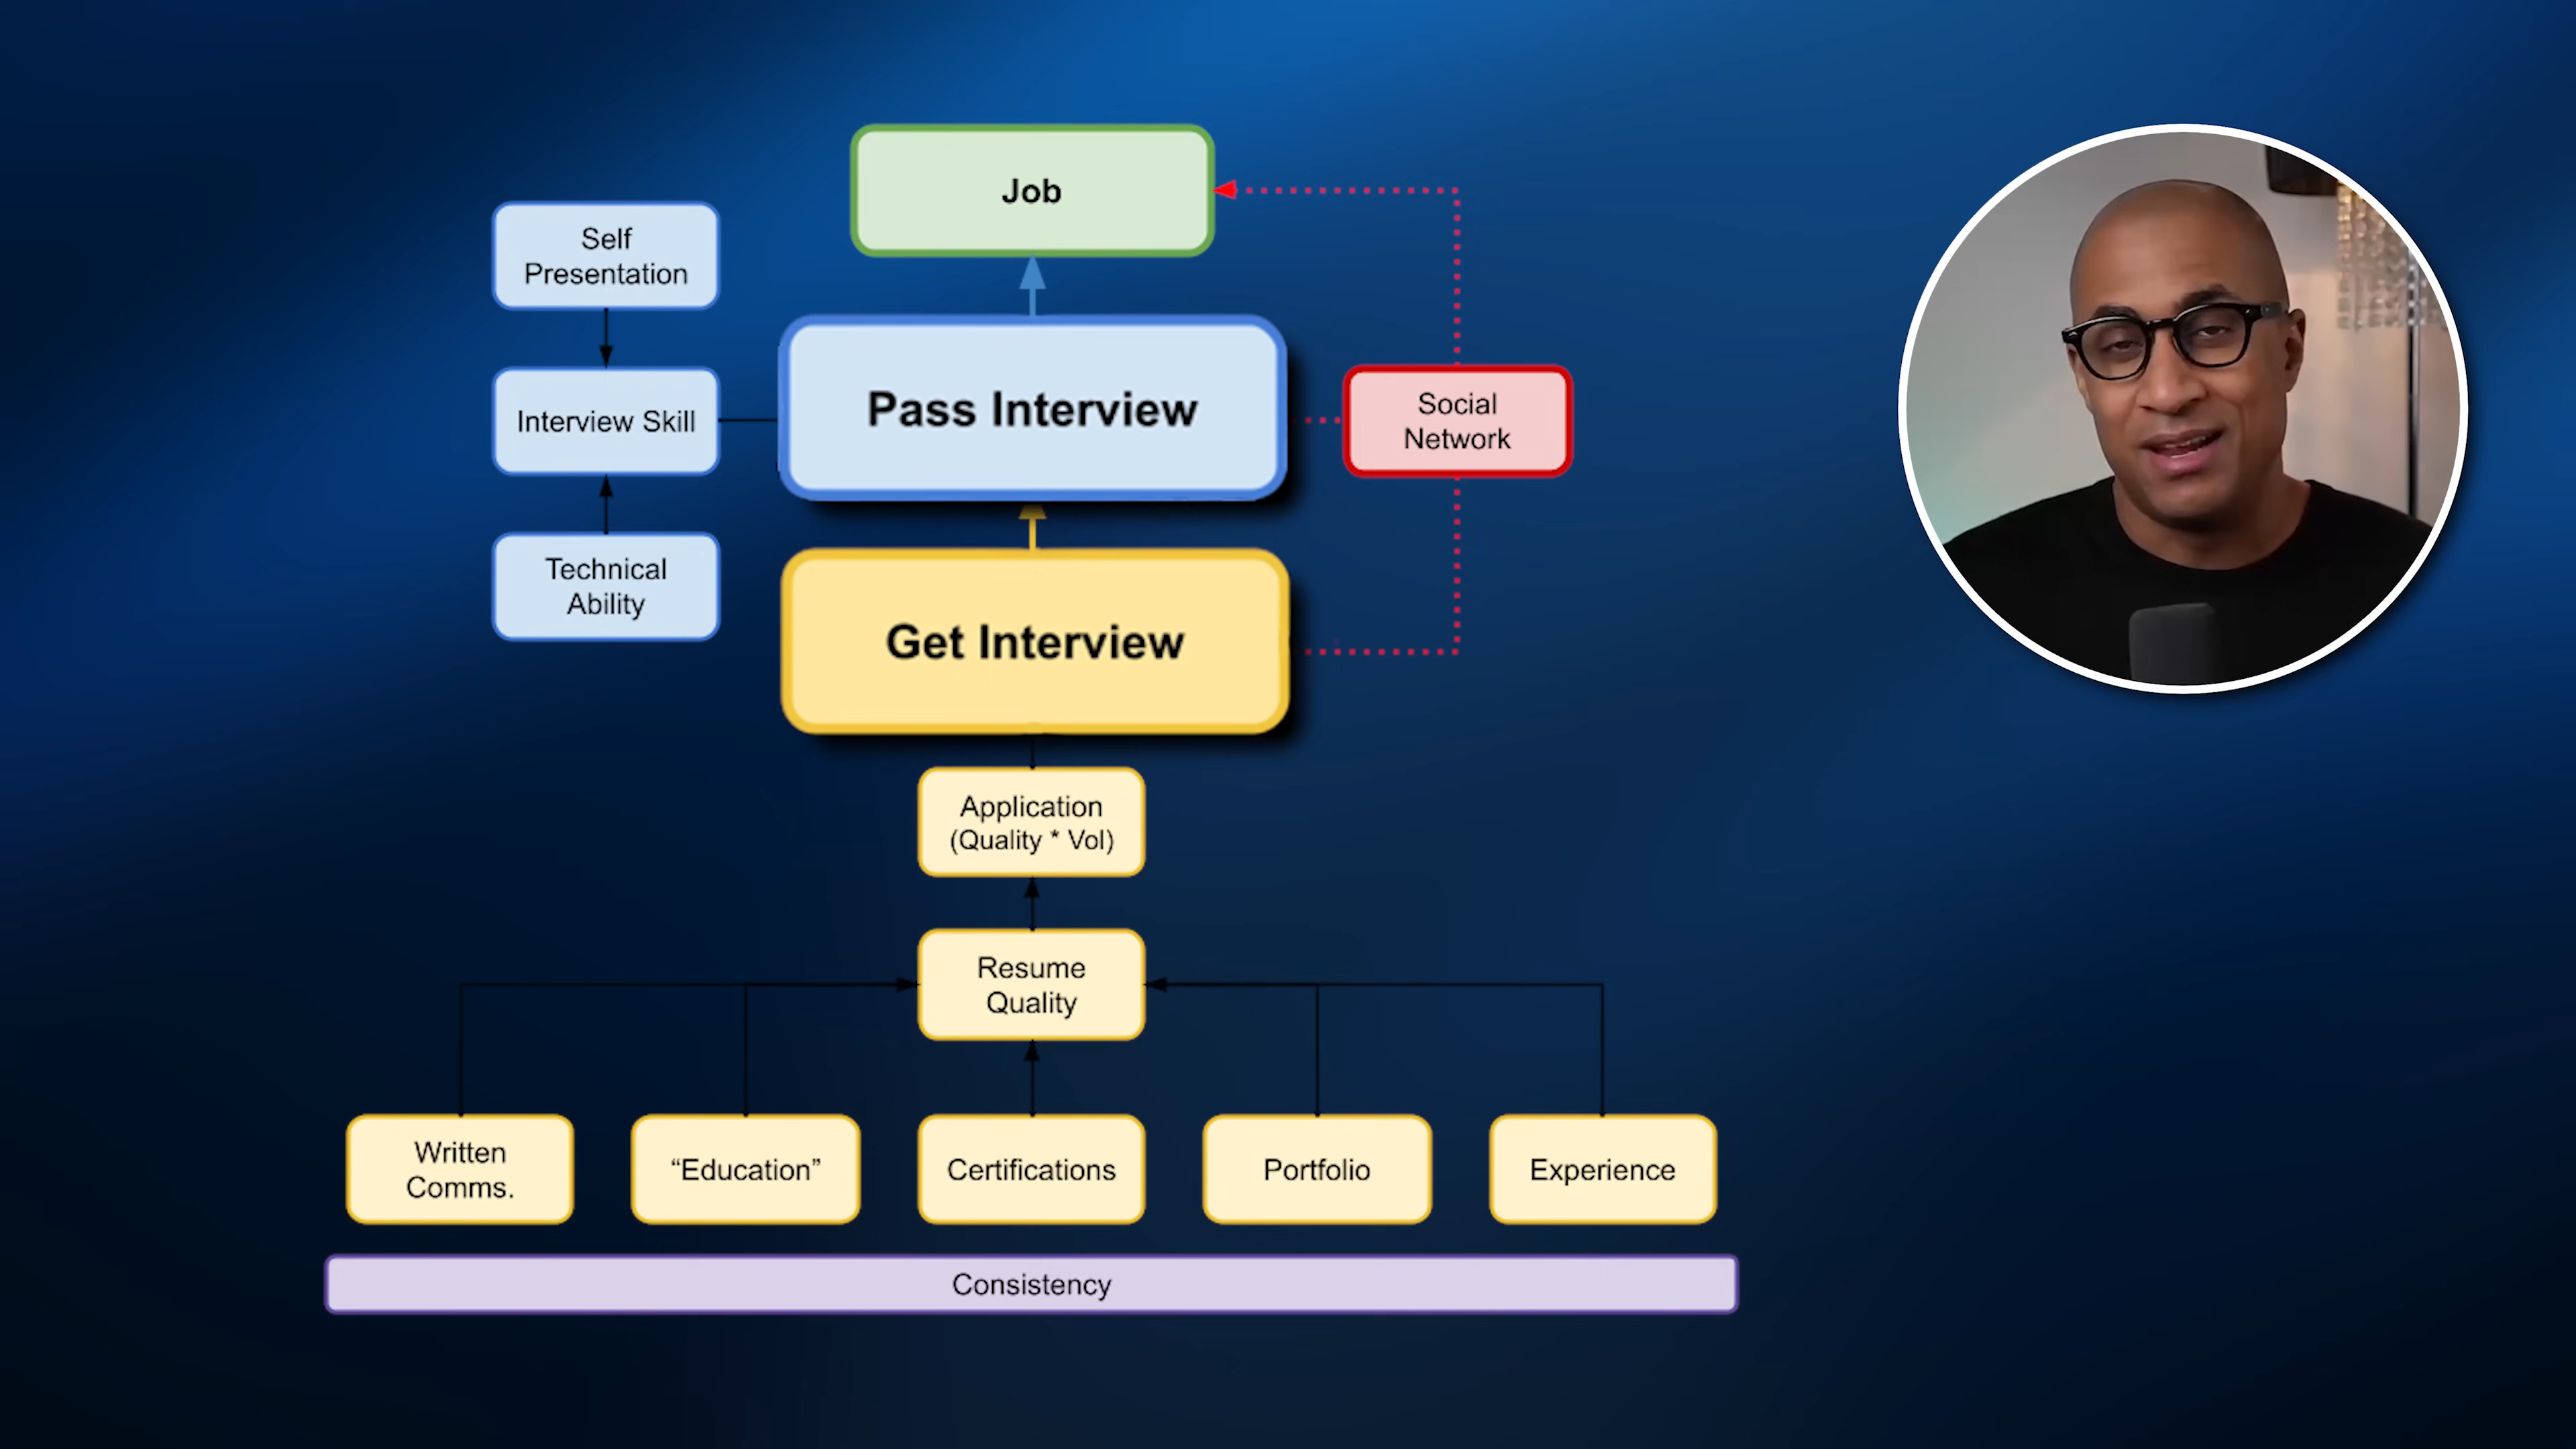 Job
Self
Presentation
Pass Interview
Interview Skill
Social
Network
Technical
Ability
Get Interview
Application
(Quality * Vol)
Resume
Quality
Written
Comms.
“Education”
Certifications
Portfolio
Experience
Consistency